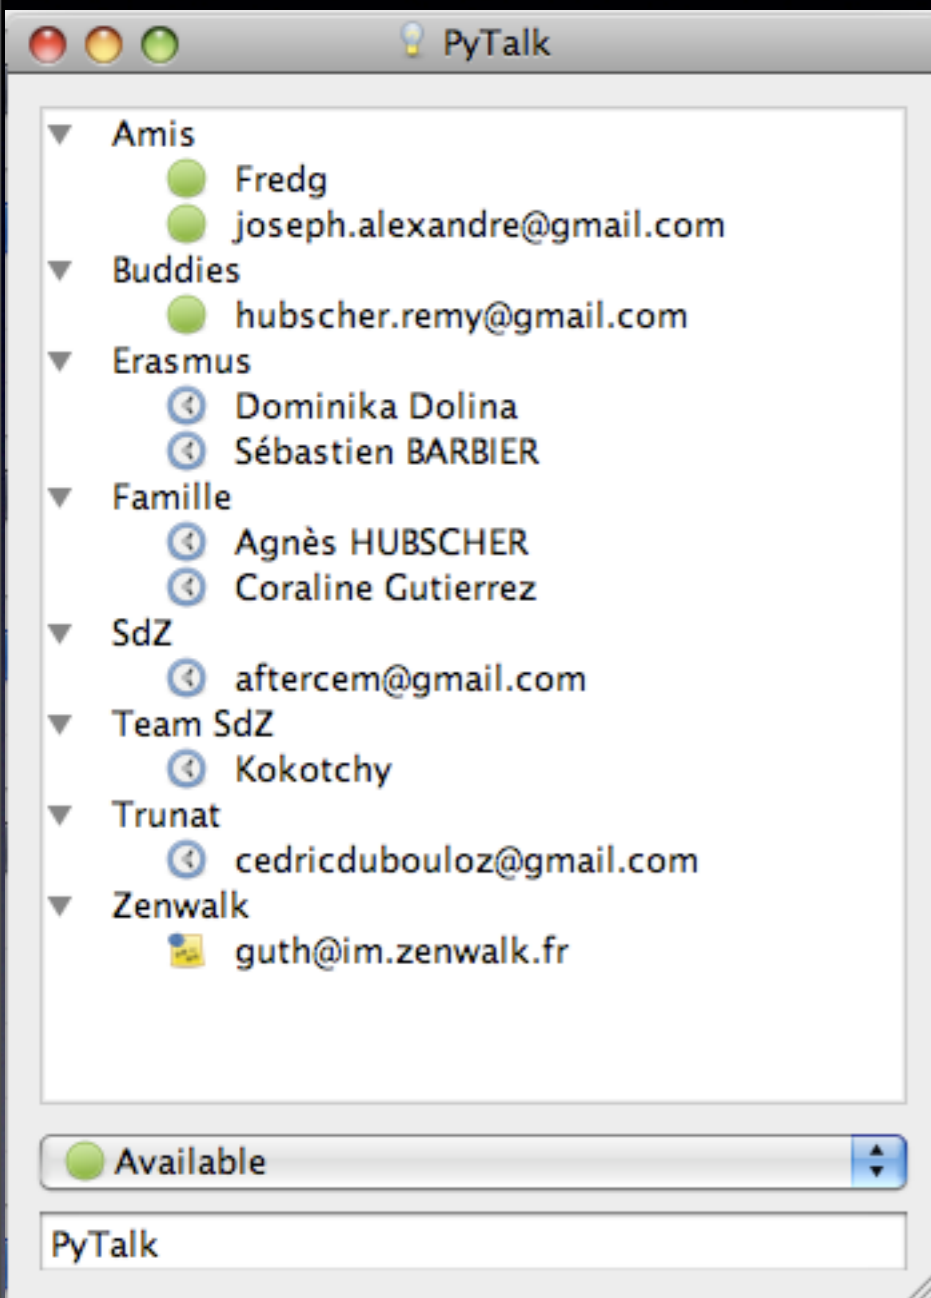 PyTalk
Amis
Fredg
joseph.alexandre@gmail.com
Buddies
hubscher.remy@gmail.com
Erasmus
Dominika Dolina
Sébastien BARBIER
Famille
Agnès HUBSCHER
Coraline Gutierrez
SdZ
aftercem@gmail.com
Team SdZ
Kokotchy
Trunat
cedricdubouloz@gmail.com
Zenwalk
guth@im.zenwalk.fr
Available
PyTalk